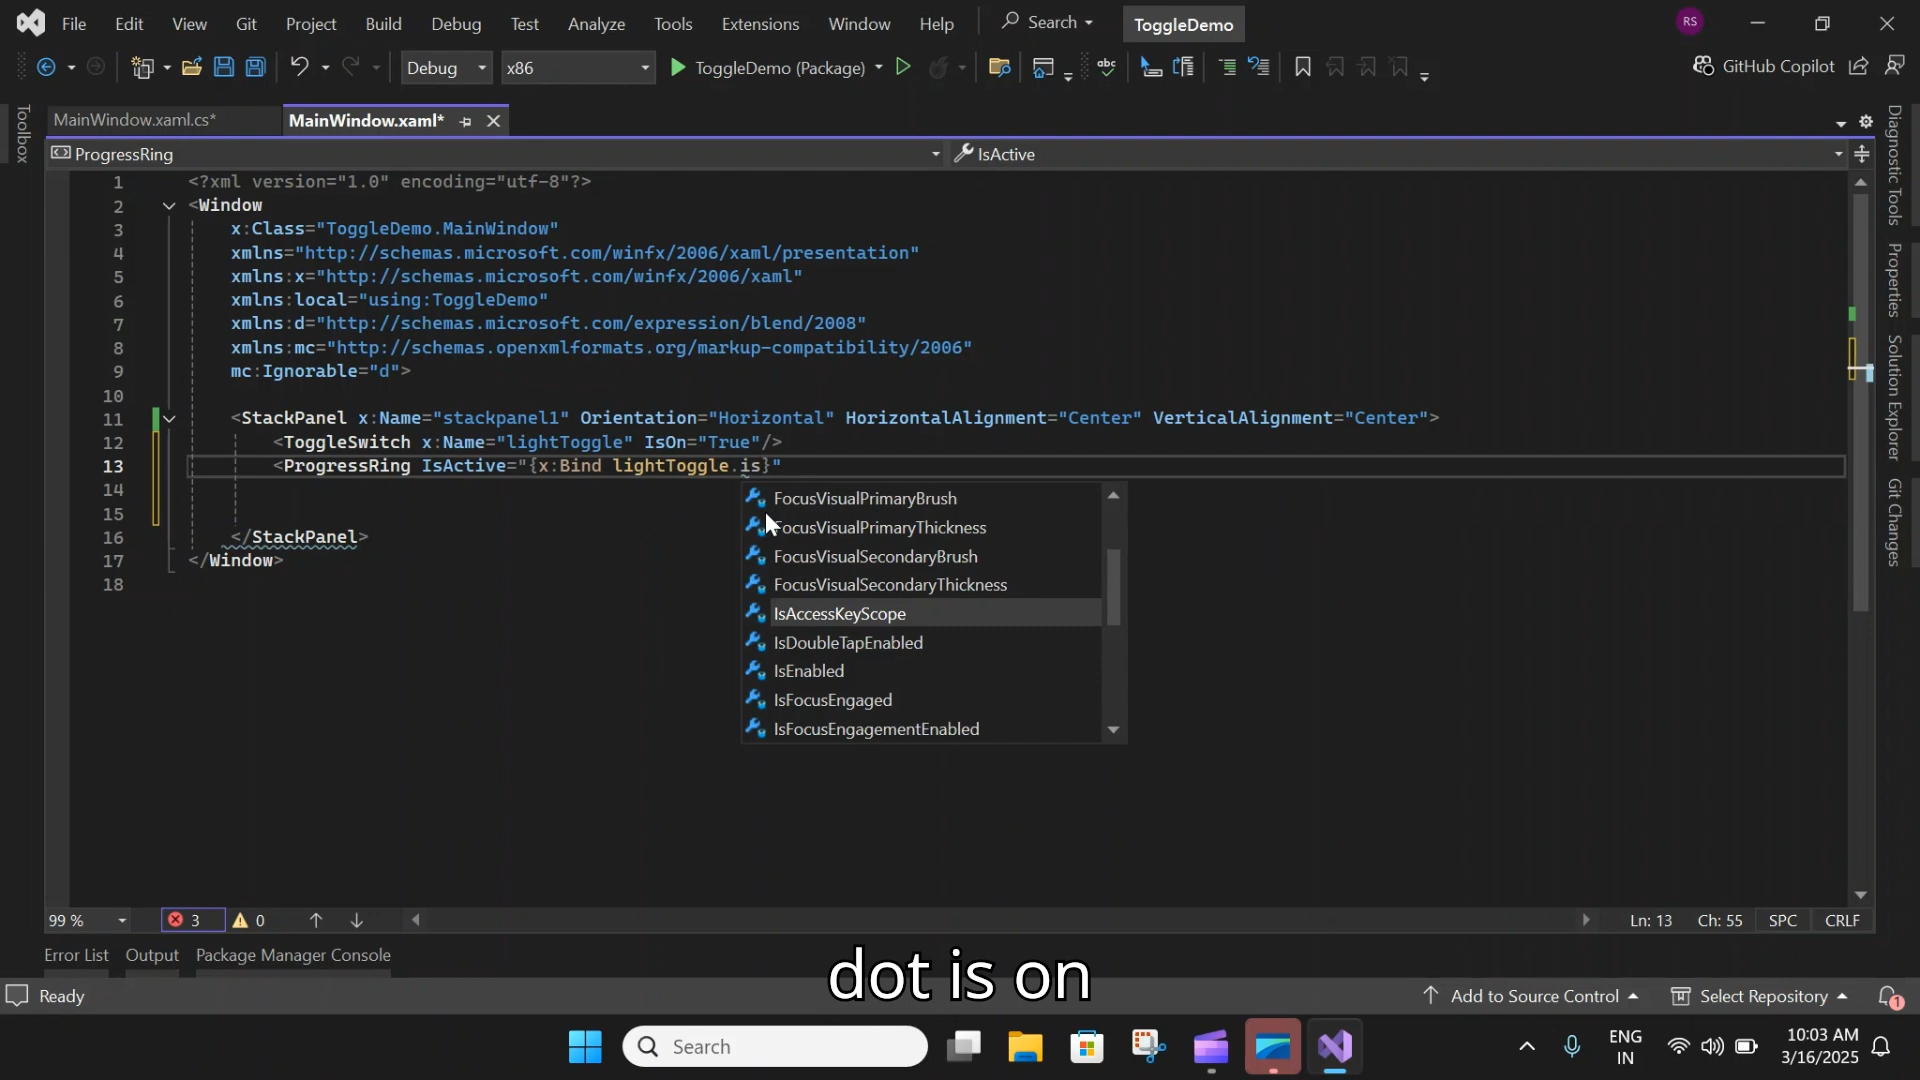 File Edit View Git Project Build Debug Test Analyze Tools Extensions Window Help Search ToggleDemo RS
Debug x86 ToggleDemo (Package) abc GitHub Copilot
Toolbox
MainWindow.xaml.cs* MainWindow.xaml*
ProgressRing IsActive
1 <?xml version="1.0" encoding="utf-8"?>
2 <Window
3 x:Class="ToggleDemo.MainWindow"
4 xmlns="http://schemas.microsoft.com/winfx/2006/xaml/presentation"
5 xmlns:x="http://schemas.microsoft.com/winfx/2006/xaml"
6 xmlns:local="using:ToggleDemo"
7 xmlns:d="http://schemas.microsoft.com/expression/blend/2008"
8 xmlns:mc="http://schemas.openxmlformats.org/markup-compatibility/2006"
9 mc:Ignorable="d">
10
11 <StackPanel x:Name="stackpanel1" Orientation="Horizontal" HorizontalAlignment="Center" VerticalAlignment="Center">
12 <ToggleSwitch x:Name="lightToggle" IsOn="True"/>
13 <ProgressRing IsActive="{x:Bind lightToggle.is}"
14
15
16 </StackPanel>
17 </Window>
18
FocusVisualPrimaryBrush
FocusVisualPrimaryThickness
FocusVisualSecondaryBrush
FocusVisualSecondaryThickness
IsAccessKeyScope
IsDoubleTapEnabled
IsEnabled
IsFocusEngaged
IsFocusEngagementEnabled
Diagnostic Tools
Properties
Solution Explorer
Git Changes
99 % 3 0 Ln: 13 Ch: 55 SPC CRLF
Error List Output Package Manager Console
dot is on
Ready Add to Source Control Select Repository 1
Search ENG IN 10:03 AM 3/16/2025